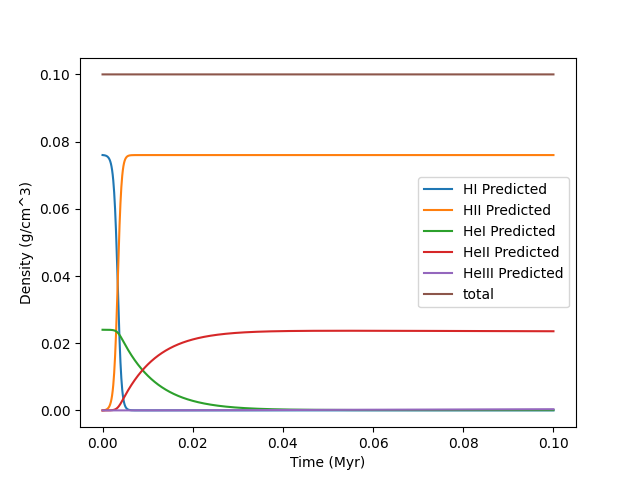 0.10
0.08
0.06
0.04
0.02
0.00
Density (g/cm^3)
HI Predicted
HII Predicted
HeI Predicted
HeII Predicted
HeIII Predicted
total
0.00 0.02 0.04 0.06 0.08 0.10
Time (Myr)